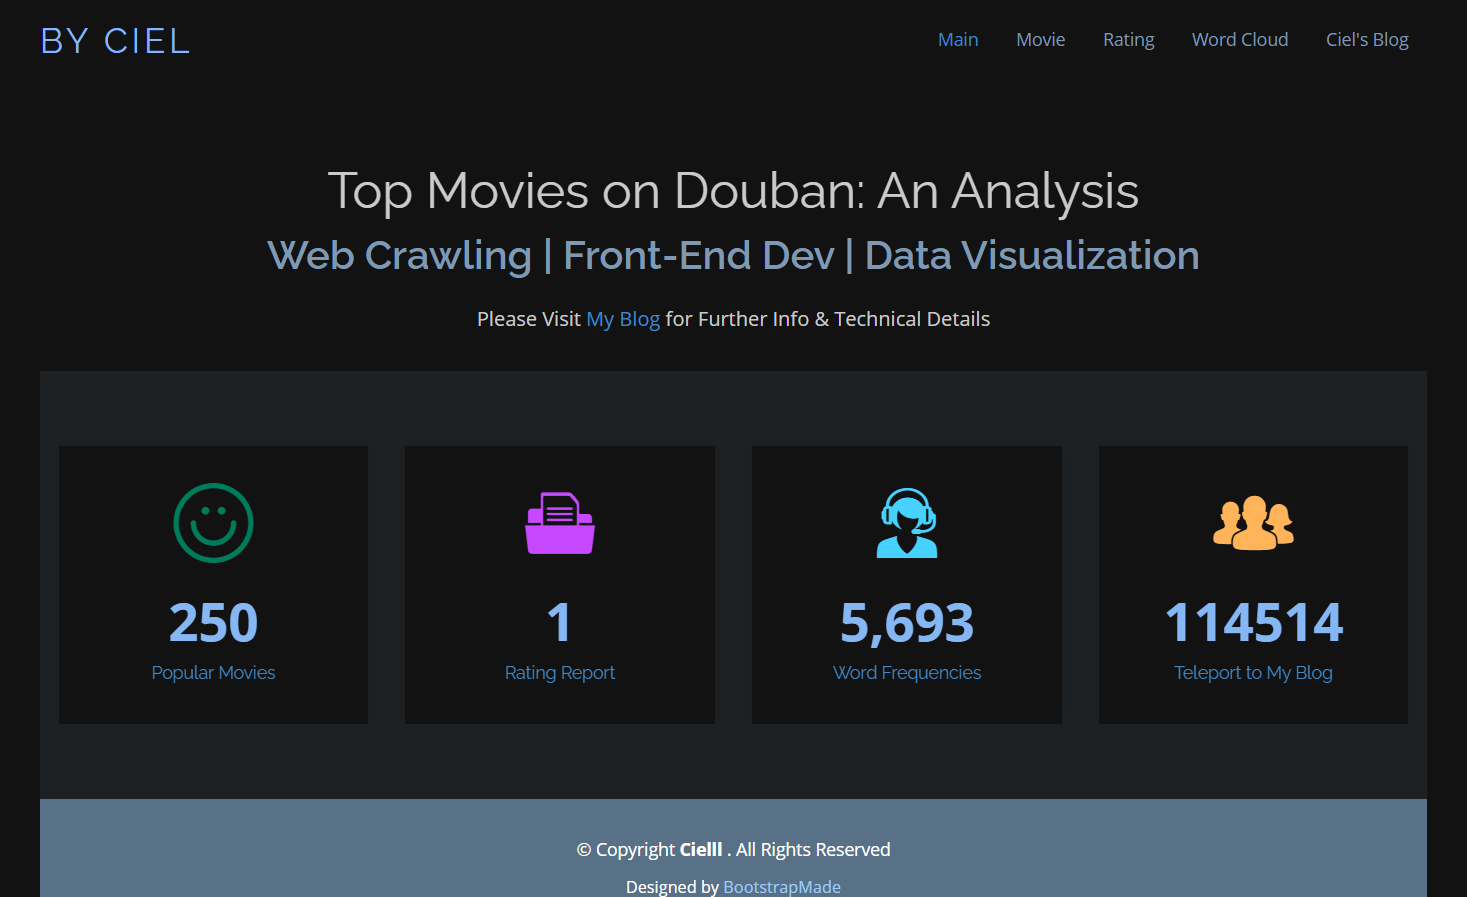 BY CIEL
Main Movie Rating Word Cloud Ciel's Blog
Top Movies on Douban: An Analysis
Web Crawling | Front-End Dev | Data Visualization
Please Visit My Blog for Further Info & Technical Details
250
Popular Movies
1
Rating Report
5,693
Word Frequencies
114514
Teleport to My Blog
© Copyright Cielll . All Rights Reserved
Designed by BootstrapMade